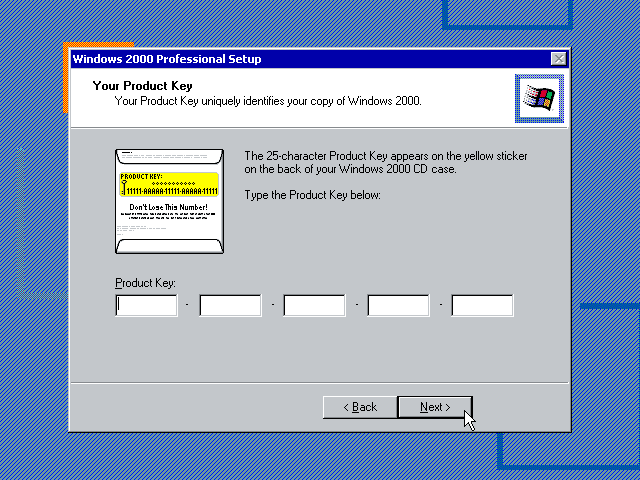 Windows 2000 Professional Setup
Your Product Key
Your Product Key uniquely identifies your copy of Windows 2000.
The 25-character Product Key appears on the yellow sticker
on the back of your Windows 2000 CD case.
Type the Product Key below:
PRODUCT KEY:
11111-AAAAA-11111-AAAAA-11111
Don't Lose This Number!
Product Key:
- - - -
< Back
Next >